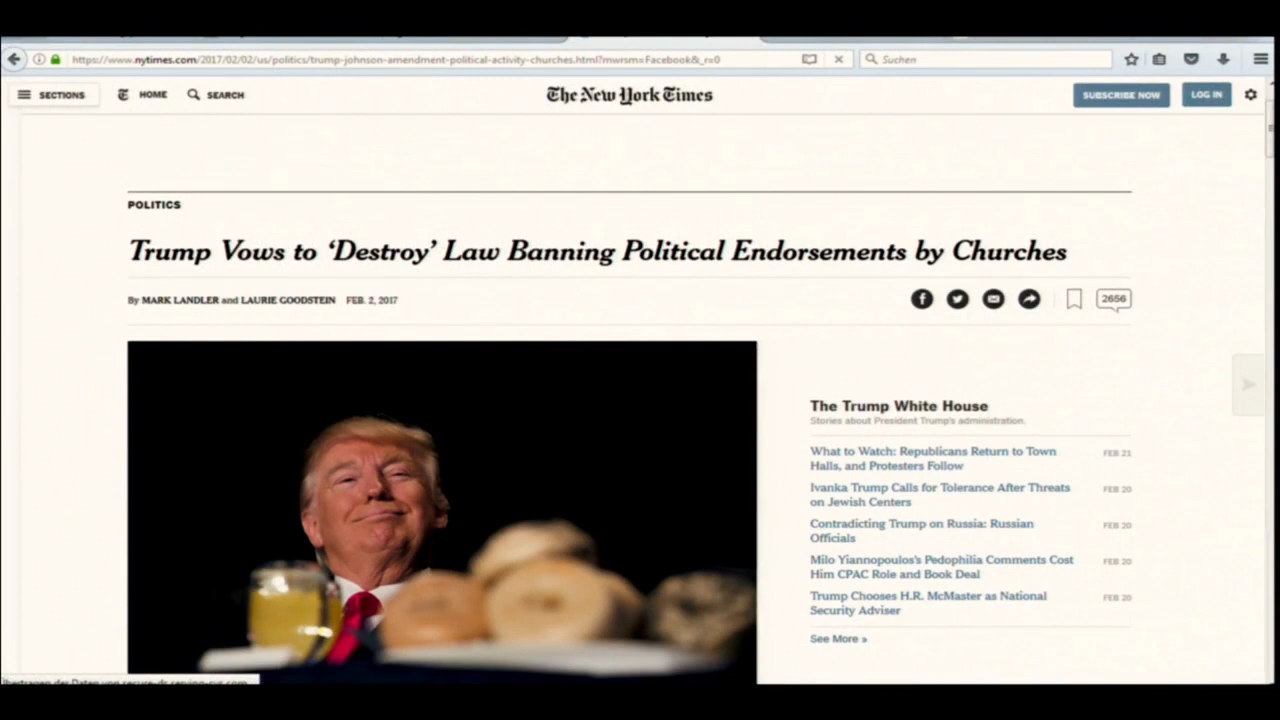 https://www.nytimes.com/2017/02/02/us/politics/trump-johnson-amendment-political-activity-churches.html?mwrsm=Facebook&_r=0
Suchen
SECTIONS
HOME
SEARCH
The New York Times
SUBSCRIBE NOW
LOG IN
POLITICS
Trump Vows to ‘Destroy’ Law Banning Political Endorsements by Churches
By MARK LANDLER and LAURIE GOODSTEIN FEB. 2, 2017
2656
The Trump White House
Stories about President Trump's administration.
What to Watch: Republicans Return to Town
Halls, and Protesters Follow
FEB 21
Ivanka Trump Calls for Tolerance After Threats
on Jewish Centers
FEB 20
Contradicting Trump on Russia: Russian
Officials
FEB 20
Milo Yiannopoulos's Pedophilia Comments Cost
Him CPAC Role and Book Deal
FEB 20
Trump Chooses H.R. McMaster as National
Security Adviser
FEB 20
See More »
der Daten von